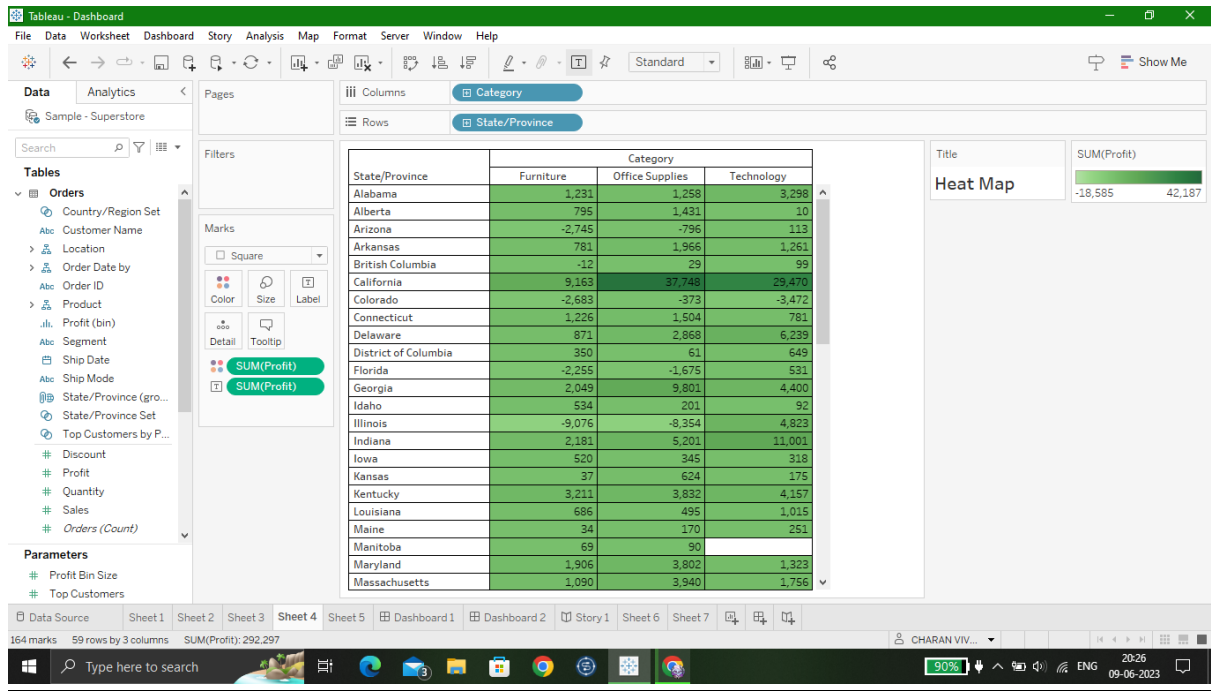 Tableau - Dashboard
File Data Worksheet Dashboard Story Analysis Map Format Server Window Help
Standard
Show Me
Data Analytics
Sample - Superstore
Search
Tables
Orders
Country/Region Set
Abc Customer Name
Location
Order Date by
Abc Order ID
Product
Profit (bin)
Abc Segment
Ship Date
Abc Ship Mode
State/Province (gro...
State/Province Set
Top Customers by P...
# Discount
# Profit
# Quantity
# Sales
# Orders (Count)
Parameters
# Profit Bin Size
# Top Customers
Pages
Filters
Marks
Square
Color Size Label
Detail Tooltip
SUM(Profit)
T SUM(Profit)
Columns Category
Rows State/Province
Category
State/Province Furniture Office Supplies Technology
Alabama 1,231 1,258 3,298
Alberta 795 1,431 10
Arizona -2,745 -796 113
Arkansas 781 1,966 1,261
British Columbia -12 29 99
California 9,163 37,748 29,470
Colorado -2,683 -373 -3,472
Connecticut 1,226 1,504 781
Delaware 871 2,868 6,239
District of Columbia 350 61 649
Florida -2,255 -1,675 531
Georgia 2,049 9,801 4,400
Idaho 534 201 92
Illinois -9,076 -8,354 4,823
Indiana 2,181 5,201 11,001
Iowa 520 345 318
Kansas 37 624 175
Kentucky 3,211 3,832 4,157
Louisiana 686 495 1,015
Maine 34 170 251
Manitoba 69 90
Maryland 1,906 3,802 1,323
Massachusetts 1,090 3,940 1,756
Title
Heat Map
SUM(Profit)
-18,585 42,187
Data Source Sheet 1 Sheet 2 Sheet 3 Sheet 4 Sheet 5 Dashboard 1 Dashboard 2 Story 1 Sheet 6 Sheet 7
164 marks 59 rows by 3 columns SUM(Profit): 292,297
CHARAN VIV...
Type here to search
3
90%
ENG
20:26
09-06-2023